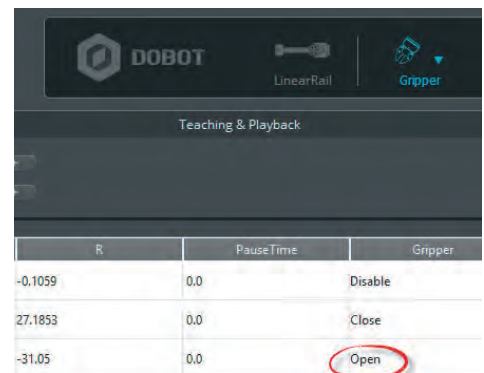 DOBOT
LinearRail
Gripper
Teaching & Playback
R PauseTime Gripper
-0.1059 0.0 Disable
27.1853 0.0 Close
-31.05 0.0 Open